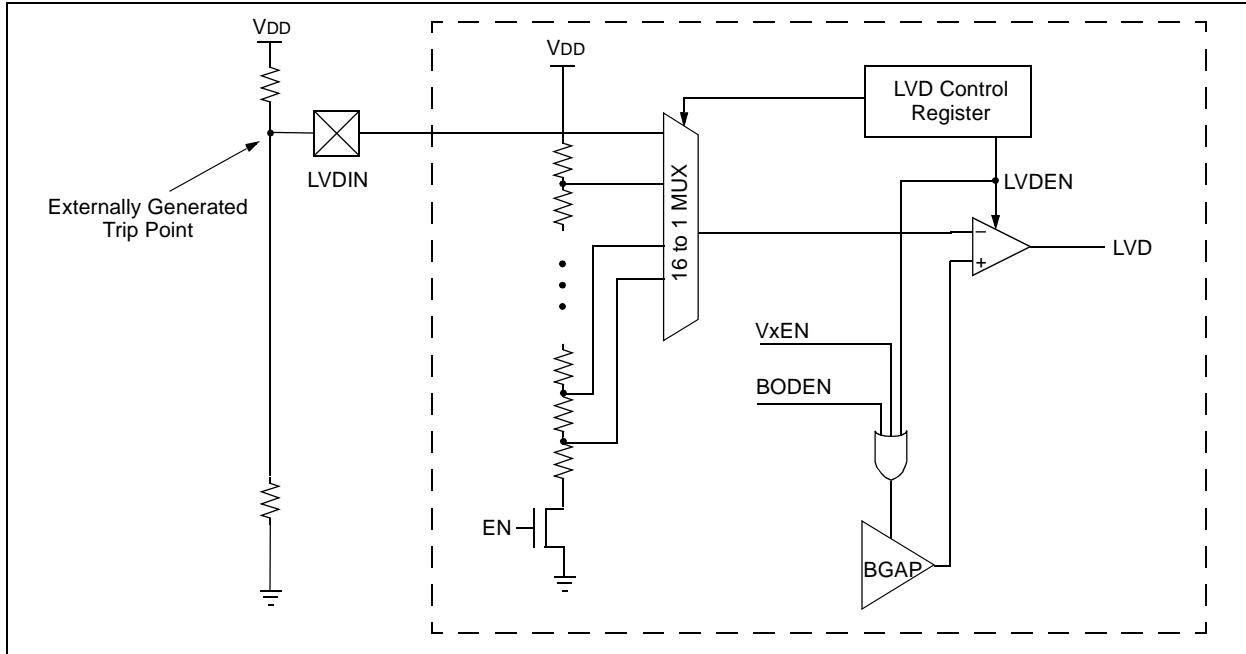 VDD
VDD
LVD Control
Register
LVDIN
16 to 1 MUX
LVDEN
Externally Generated
Trip Point
–
+
LVD
VxEN
BODEN
EN
BGAP